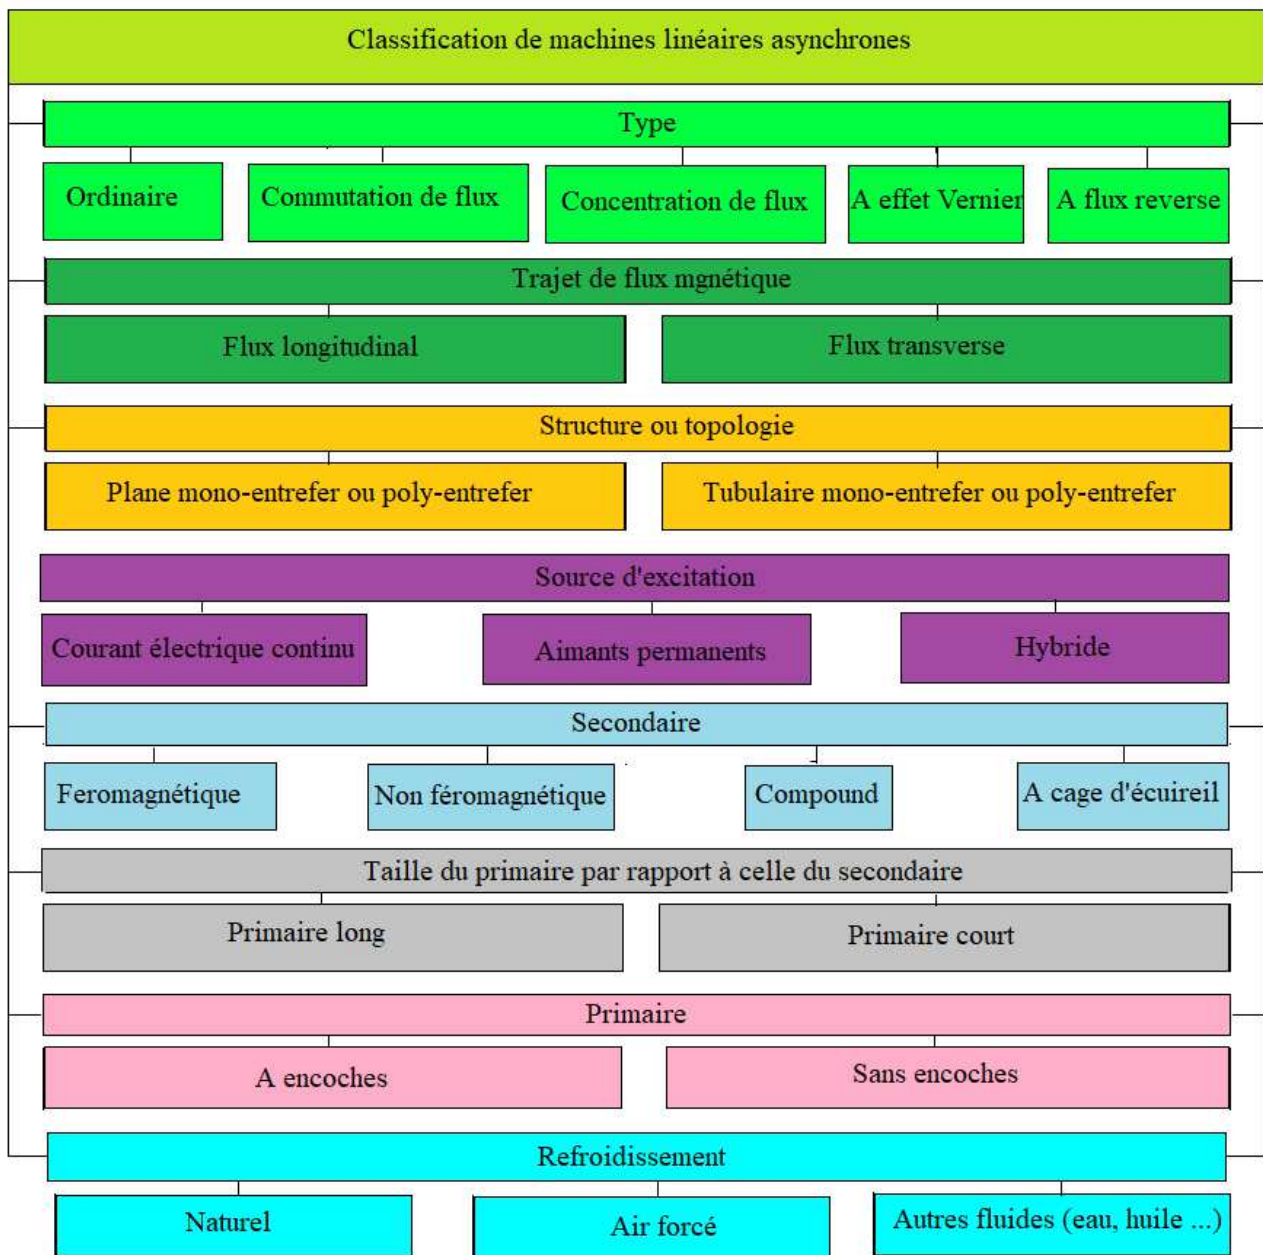 Classification de machines linéaires asynchrones
Type
Ordinaire
Commutation de flux
Concentration de flux
A effet Vernier
A flux reverse
Trajet de flux mgnétique
Flux longitudinal
Flux transverse
Structure ou topologie
Plane mono-entrefer ou poly-entrefer
Tubulaire mono-entrefer ou poly-entrefer
Source d'excitation
Courant électrique continu
Aimants permanents
Hybride
Secondaire
Feromagnétique
Non féromagnétique
Compound
A cage d'écuireil
Taille du primaire par rapport à celle du secondaire
Primaire long
Primaire court
Primaire
A encoches
Sans encoches
Refroidissement
Naturel
Air forcé
Autres fluides (eau, huile ...)